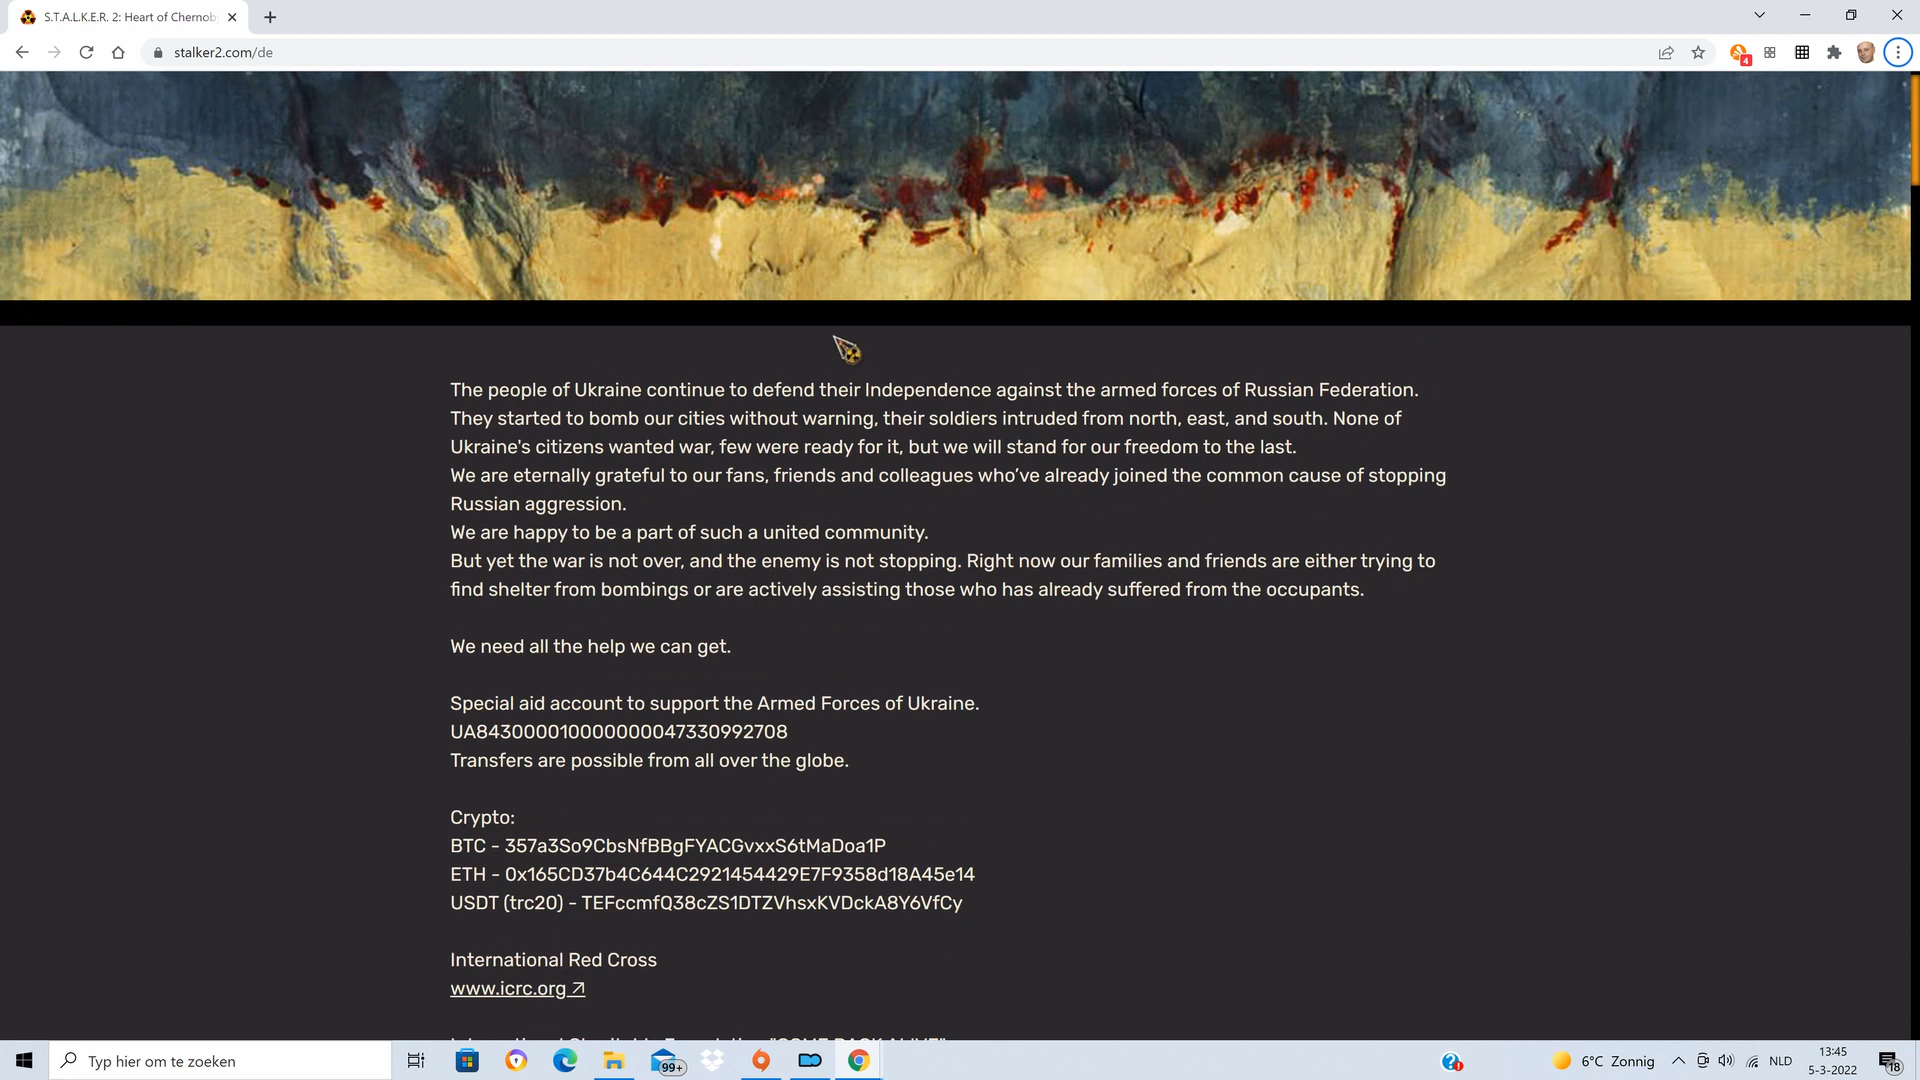 S.T.A.L.K.E.R. 2: Heart of Chernob
stalker2.com/de
4
The people of Ukraine continue to defend their Independence against the armed forces of Russian Federation.
They started to bomb our cities without warning, their soldiers intruded from north, east, and south. None of
Ukraine's citizens wanted war, few were ready for it, but we will stand for our freedom to the last.
We are eternally grateful to our fans, friends and colleagues who've already joined the common cause of stopping
Russian aggression.
We are happy to be a part of such a united community.
But yet the war is not over, and the enemy is not stopping. Right now our families and friends are either trying to
find shelter from bombings or are actively assisting those who has already suffered from the occupants.
We need all the help we can get.
Special aid account to support the Armed Forces of Ukraine.
UA843000010000000047330992708
Transfers are possible from all over the globe.
Crypto:
BTC - 357a3So9CbsNfBBgFYACGvxxS6tMaDoa1P
ETH - 0x165CD37b4C644C2921454429E7F9358d18A45e14
USDT (trc20) - TEFccmfQ38cZS1DTZVhsxKVDckA8Y6VfCy
International Red Cross
www.icrc.org
Typ hier om te zoeken
99+
6°C Zonnig
NLD
13:45
5-3-2022
18